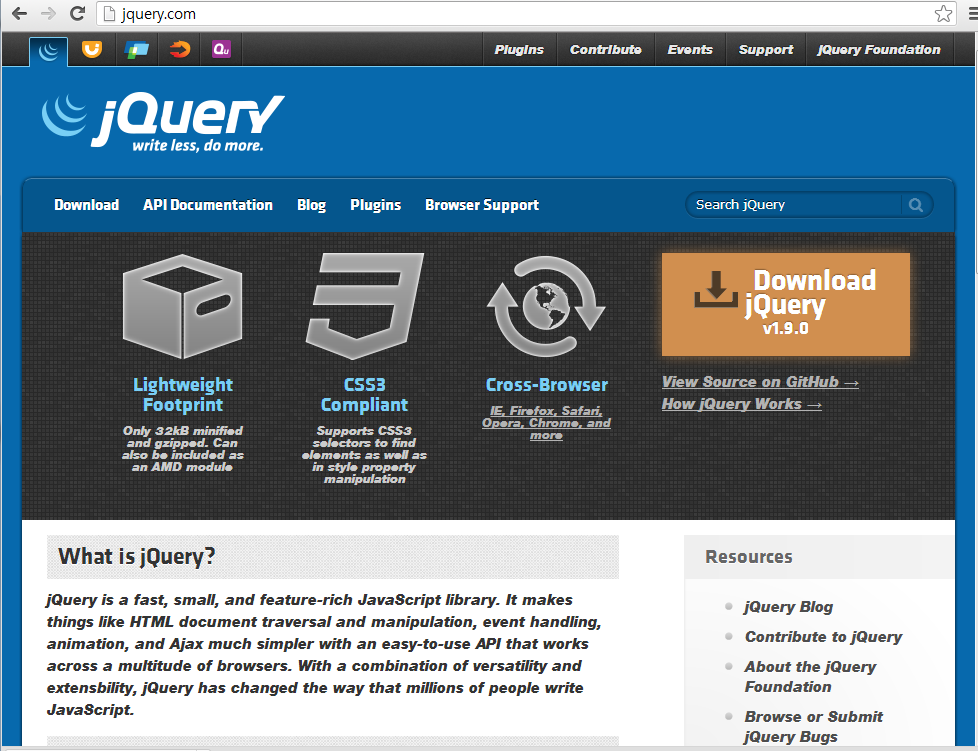 jquery.com
Plugins Contribute Events Support jQuery Foundation
jQuery
write less, do more.
Download API Documentation Blog Plugins Browser Support Search jQuery
Lightweight
Footprint
Only 32kB minified
and gzipped. Can
also be included as
an AMD module
CSS3
Compliant
Supports CSS3
selectors to find
elements as well as
in style property
manipulation
Cross-Browser
IE, Firefox, Safari,
Opera, Chrome, and
more
Download
jQuery
v1.9.0
View Source on GitHub →
How jQuery Works →
What is jQuery?
jQuery is a fast, small, and feature-rich JavaScript library. It makes
things like HTML document traversal and manipulation, event handling,
animation, and Ajax much simpler with an easy-to-use API that works
across a multitude of browsers. With a combination of versatility and
extensbility, jQuery has changed the way that millions of people write
JavaScript.
Resources
jQuery Blog
Contribute to jQuery
About the jQuery
Foundation
Browse or Submit
jQuery Bugs